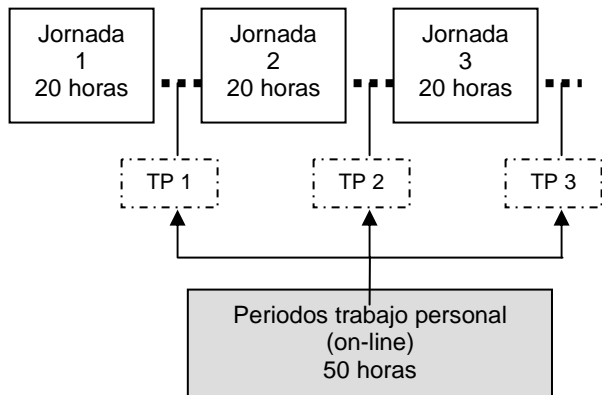 Jornada
1
20 horas
Jornada
2
20 horas
Jornada
3
20 horas
TP 1
TP 2
TP 3
Periodos trabajo personal
(on-line)
50 horas